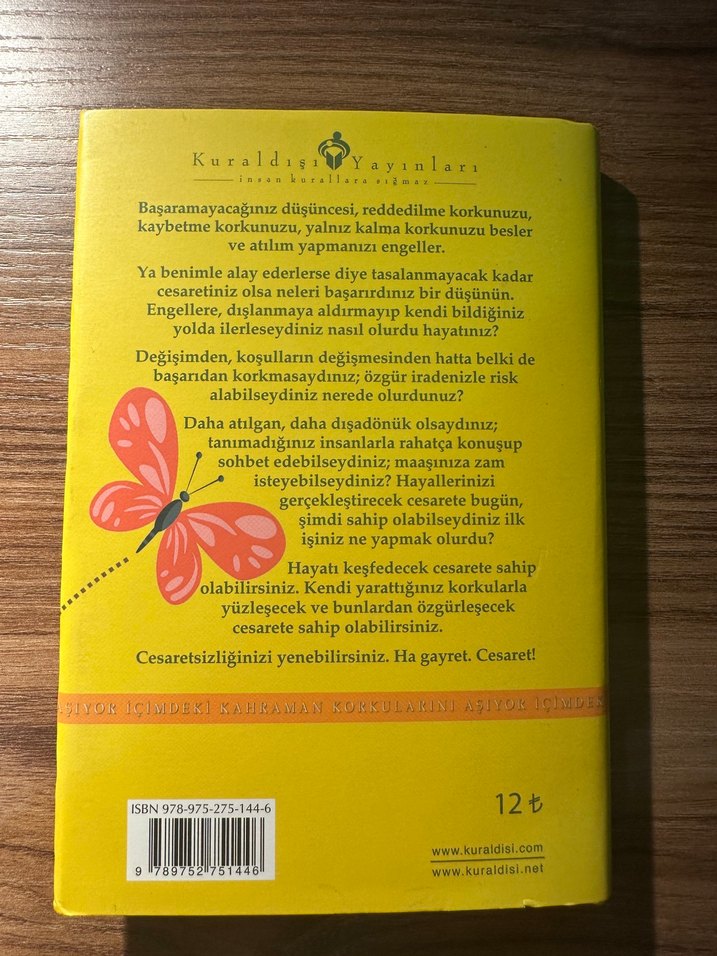 Kuraldışı Yayınları
insan kurallara sığmaz
Başaramayacağınız düşüncesi, reddedilme korkunuzu,
kaybetme korkunuzu, yalnız kalma korkunuzu besler
ve atılım yapmanızı engeller.
Ya benimle alay ederlerse diye tasalanmayacak kadar
cesaretiniz olsa neleri başarırdınız bir düşünün.
Engellere, dışlanmaya aldırmayıp kendi bildiğiniz
yolda ilerleseydiniz nasıl olurdu hayatınız?
Değişimden, koşulların değişmesinden hatta belki de
başarıdan korkmasaydınız; özgür iradenizle risk
alabilseydiniz nerede olurdunuz?
Daha atılgan, daha dışadönük olsaydınız;
tanımadığınız insanlarla rahatça konuşup
sohbet edebilseydiniz; maaşınıza zam
isteyebilseydiniz? Hayallerinizi
gerçekleştirecek cesarete bugün,
şimdi sahip olabilseydiniz ilk
işiniz ne yapmak olurdu?
Hayatı keşfedecek cesarete sahip
olabilirsiniz. Kendi yarattığınız korkularla
yüzleşecek ve bunlardan özgürleşecek
cesarete sahip olabilirsiniz.
Cesaretsizliğinizi yenebilirsiniz. Ha gayret. Cesaret!
AŞIYOR İÇİMDEKİ KAHRAMAN KORKULARINI AŞIYOR İÇİMDEK
ISBN 978-975-275-144-6
9 789752 751446
12 ₺
www.kuraldisi.com
www.kuraldisi.net